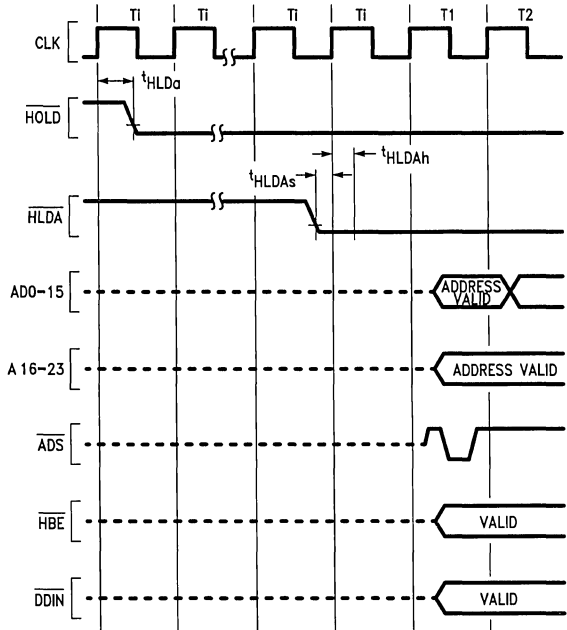 Ti Ti Ti Ti T1 T2
CLK
tHLDa
HOLD
tHLDAh
tHLDAs
HLDA
AD0-15
ADDRESS
VALID
A 16-23
ADDRESS VALID
ADS
HBE
VALID
DDIN
VALID